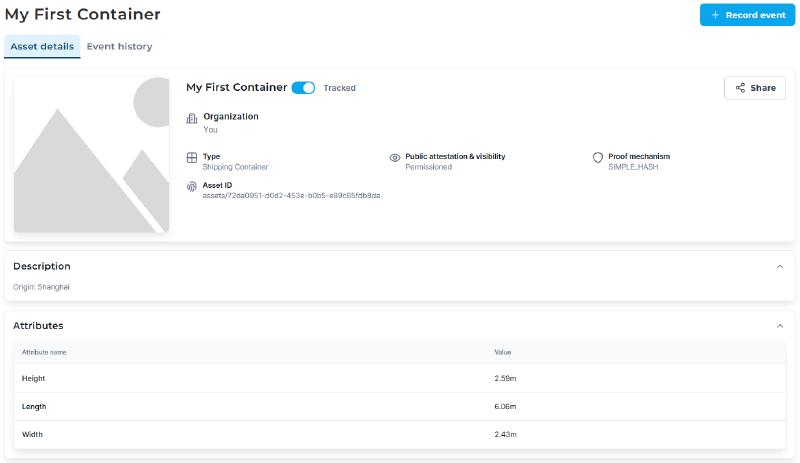 My First Container
+ Record event
Asset details
Event history
My First Container
Tracked
Share
Organization
You
Type
Shipping Container
Public attestation & visibility
Permissioned
Proof mechanism
SIMPLE_HASH
Asset ID
assets/72da0951-d0d2-453e-b0b5-e89c65fdb8da
Description
Origin: Shanghai
Attributes
Attribute name Value
Height 2.59m
Length 6.06m
Width 2.43m